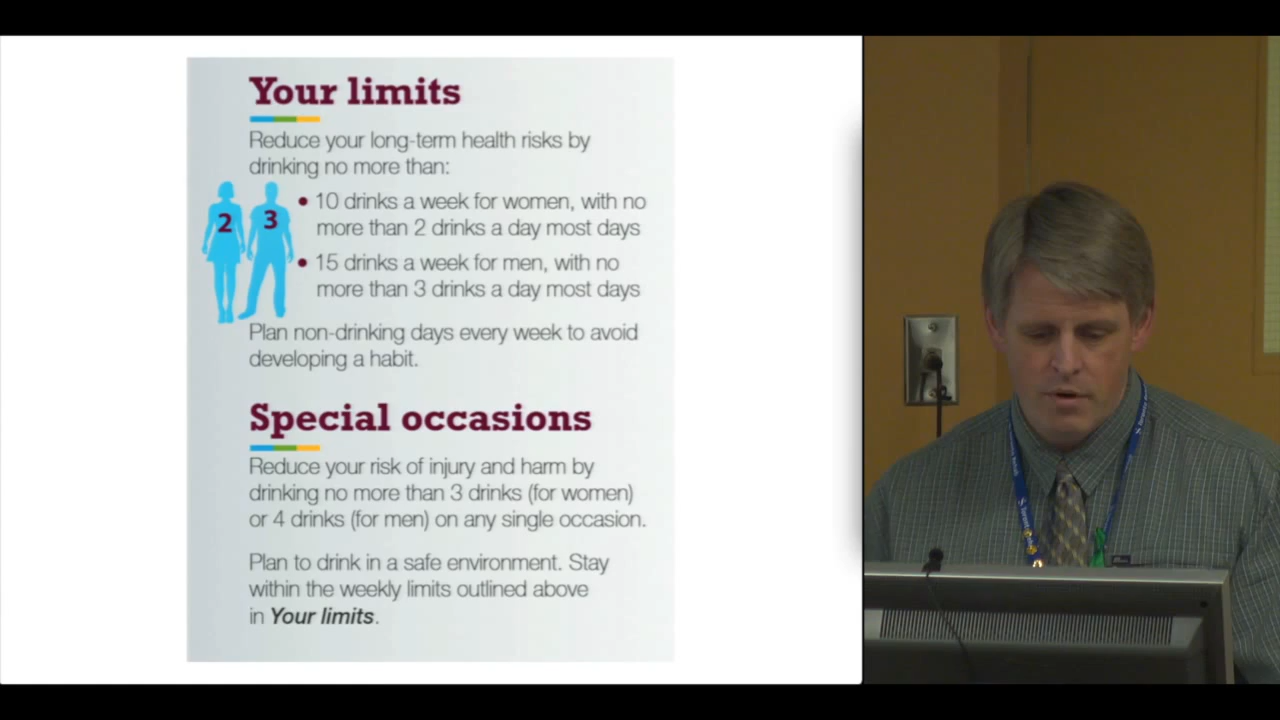 Your limits
Reduce your long-term health risks by
drinking no more than:
• 10 drinks a week for women, with no
more than 2 drinks a day most days
• 15 drinks a week for men, with no
more than 3 drinks a day most days
2 3
Plan non-drinking days every week to avoid
developing a habit.
Special occasions
Reduce your risk of injury and harm by
drinking no more than 3 drinks (for women)
or 4 drinks (for men) on any single occasion.
Plan to drink in a safe environment. Stay
within the weekly limits outlined above
in Your limits.